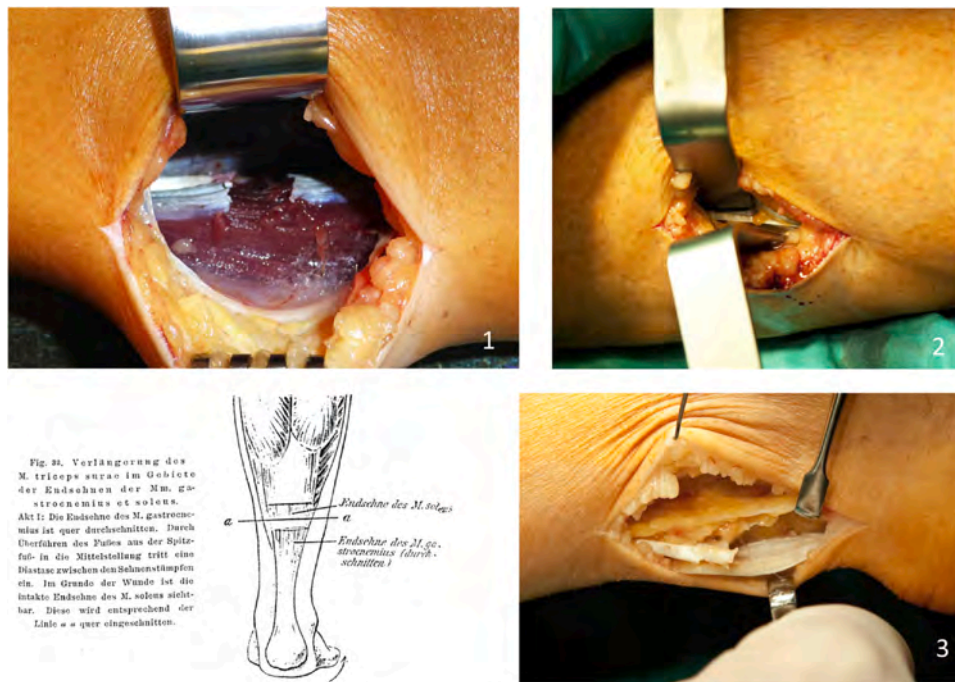 1
2
Fig. 33. Verlängerung des
M. triceps surae im Gebiete
der Endsehnen der Mm. ga-
strocnemius et soleus.
Akt I: Die Endsehne des M. gastrocne-
mius ist quer durchschnitten. Durch
Überführen des Fußes aus der Spitz-
fuß- in die Mittelstellung tritt eine
Diastase zwischen den Sehnenstümpfen
ein. Im Grunde der Wunde ist die
intakte Endsehne des M. soleus sicht-
bar. Diese wird entsprechend der
Linie a a quer eingeschnitten.
Endsehne des M. soleus
a
a
Endsehne des M. ga-
strocnemius (durch-
schnitten)
3